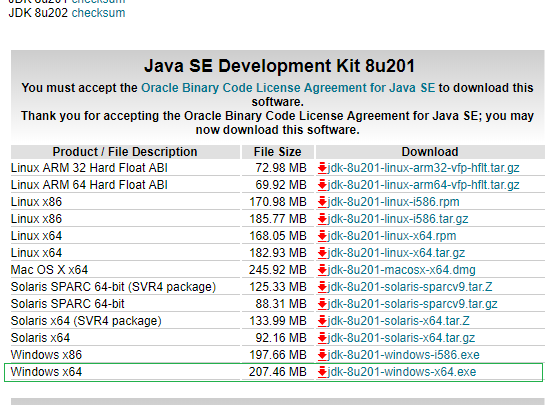 JDK 8u201 checksum
JDK 8u202 checksum
Java SE Development Kit 8u201
You must accept the Oracle Binary Code License Agreement for Java SE to download this
software.
Thank you for accepting the Oracle Binary Code License Agreement for Java SE; you may
now download this software.
Product / File Description File Size Download
Linux ARM 32 Hard Float ABI 72.98 MB jdk-8u201-linux-arm32-vfp-hflt.tar.gz
Linux ARM 64 Hard Float ABI 69.92 MB jdk-8u201-linux-arm64-vfp-hflt.tar.gz
Linux x86 170.98 MB jdk-8u201-linux-i586.rpm
Linux x86 185.77 MB jdk-8u201-linux-i586.tar.gz
Linux x64 168.05 MB jdk-8u201-linux-x64.rpm
Linux x64 182.93 MB jdk-8u201-linux-x64.tar.gz
Mac OS X x64 245.92 MB jdk-8u201-macosx-x64.dmg
Solaris SPARC 64-bit (SVR4 package) 125.33 MB jdk-8u201-solaris-sparcv9.tar.Z
Solaris SPARC 64-bit 88.31 MB jdk-8u201-solaris-sparcv9.tar.gz
Solaris x64 (SVR4 package) 133.99 MB jdk-8u201-solaris-x64.tar.Z
Solaris x64 92.16 MB jdk-8u201-solaris-x64.tar.gz
Windows x86 197.66 MB jdk-8u201-windows-i586.exe
Windows x64 207.46 MB jdk-8u201-windows-x64.exe